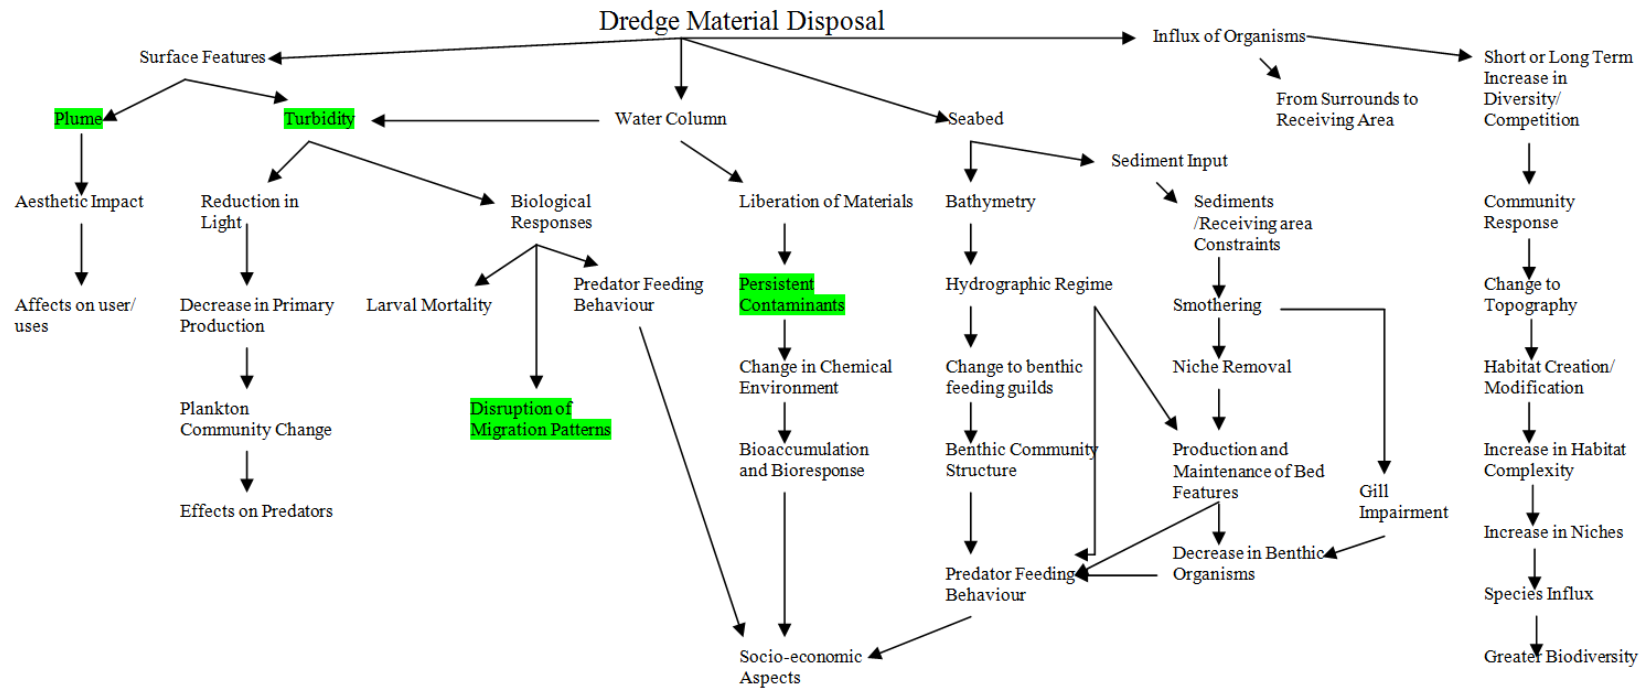 Dredge Material Disposal
Surface Features
Influx of Organisms
Short or Long Term
Increase in
Diversity/
Competition
From Surrounds to
Receiving Area
Plume
Turbidity
Water Column
Seabed
Sediment Input
Aesthetic Impact
Reduction in
Light
Biological
Responses
Liberation of Materials
Bathymetry
Sediments
/Receiving area
Constraints
Community
Response
Affects on user/
uses
Decrease in Primary
Production
Larval Mortality
Predator Feeding
Behaviour
Persistent
Contaminants
Hydrographic Regime
Smothering
Change to
Topography
Change in Chemical
Environment
Change to benthic
feeding guilds
Niche Removal
Habitat Creation/
Modification
Plankton
Community Change
Disruption of
Migration Patterns
Bioaccumulation
and Bioresponse
Benthic Community
Structure
Production and
Maintenance of Bed
Features
Gill
Impairment
Increase in Habitat
Complexity
Effects on Predators
Increase in Niches
Predator Feeding
Behaviour
Decrease in Benthic
Organisms
Species Influx
Socio-economic
Aspects
Greater Biodiversity